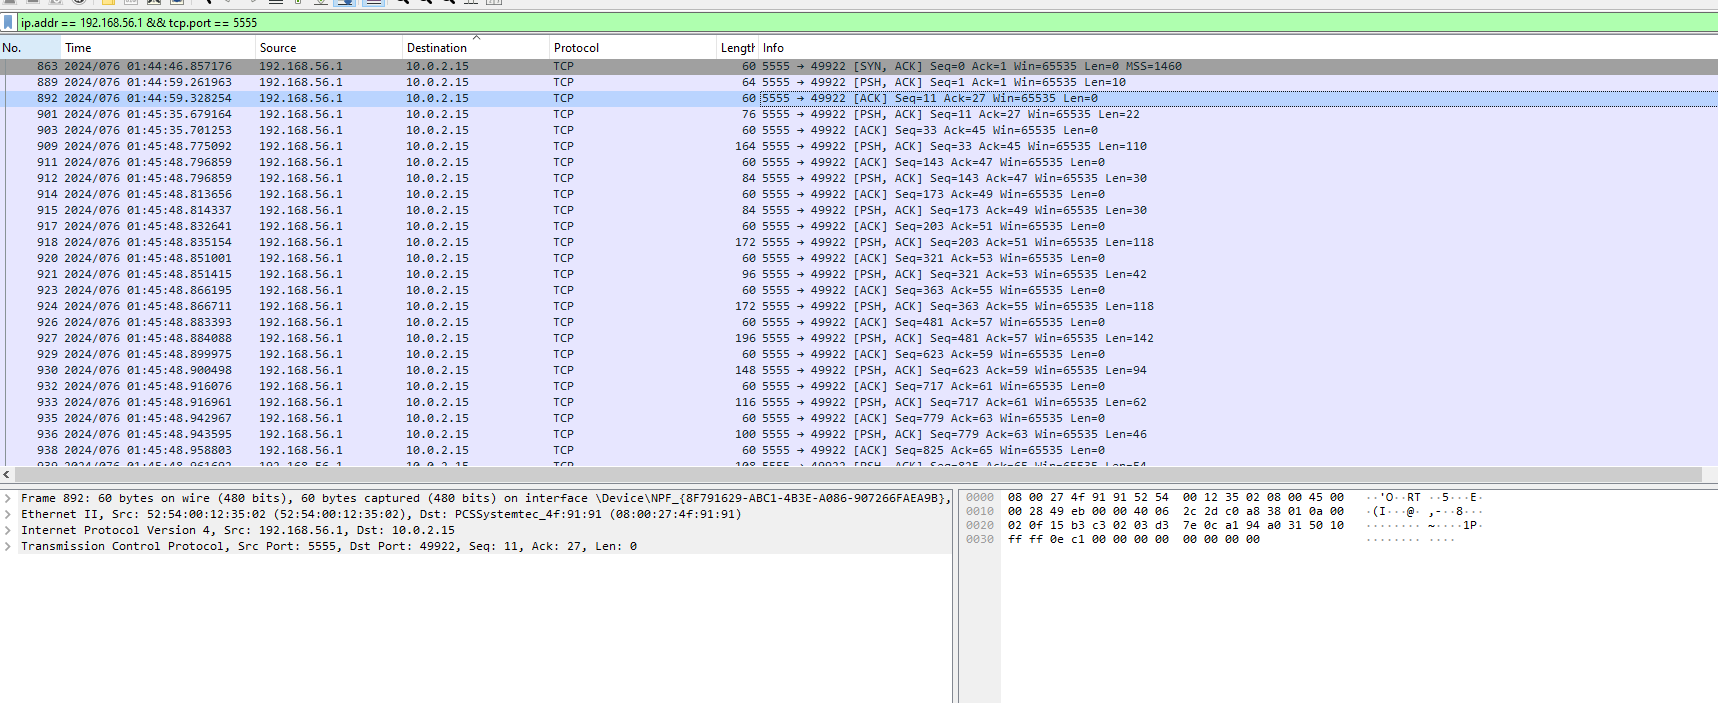 ip.addr == 192.168.56.1 && tcp.port == 5555
No. Time Source Destination Protocol Length Info
863 2024/076 01:44:46.857176 192.168.56.1 10.0.2.15 TCP 60 5555 → 49922 [SYN, ACK] Seq=0 Ack=1 Win=65535 Len=0 MSS=1460
889 2024/076 01:44:59.261963 192.168.56.1 10.0.2.15 TCP 64 5555 → 49922 [PSH, ACK] Seq=1 Ack=1 Win=65535 Len=10
892 2024/076 01:44:59.328254 192.168.56.1 10.0.2.15 TCP 60 5555 → 49922 [ACK] Seq=11 Ack=27 Win=65535 Len=0
901 2024/076 01:45:35.679164 192.168.56.1 10.0.2.15 TCP 76 5555 → 49922 [PSH, ACK] Seq=11 Ack=27 Win=65535 Len=22
903 2024/076 01:45:35.701253 192.168.56.1 10.0.2.15 TCP 60 5555 → 49922 [ACK] Seq=33 Ack=45 Win=65535 Len=0
909 2024/076 01:45:48.775092 192.168.56.1 10.0.2.15 TCP 164 5555 → 49922 [PSH, ACK] Seq=33 Ack=45 Win=65535 Len=110
911 2024/076 01:45:48.796859 192.168.56.1 10.0.2.15 TCP 60 5555 → 49922 [ACK] Seq=143 Ack=47 Win=65535 Len=0
912 2024/076 01:45:48.796859 192.168.56.1 10.0.2.15 TCP 84 5555 → 49922 [PSH, ACK] Seq=143 Ack=47 Win=65535 Len=30
914 2024/076 01:45:48.813656 192.168.56.1 10.0.2.15 TCP 60 5555 → 49922 [ACK] Seq=173 Ack=49 Win=65535 Len=0
915 2024/076 01:45:48.814337 192.168.56.1 10.0.2.15 TCP 84 5555 → 49922 [PSH, ACK] Seq=173 Ack=49 Win=65535 Len=30
917 2024/076 01:45:48.832641 192.168.56.1 10.0.2.15 TCP 60 5555 → 49922 [ACK] Seq=203 Ack=51 Win=65535 Len=0
918 2024/076 01:45:48.835154 192.168.56.1 10.0.2.15 TCP 172 5555 → 49922 [PSH, ACK] Seq=203 Ack=51 Win=65535 Len=118
920 2024/076 01:45:48.851001 192.168.56.1 10.0.2.15 TCP 60 5555 → 49922 [ACK] Seq=321 Ack=53 Win=65535 Len=0
921 2024/076 01:45:48.851415 192.168.56.1 10.0.2.15 TCP 96 5555 → 49922 [PSH, ACK] Seq=321 Ack=53 Win=65535 Len=42
923 2024/076 01:45:48.866195 192.168.56.1 10.0.2.15 TCP 60 5555 → 49922 [ACK] Seq=363 Ack=55 Win=65535 Len=0
924 2024/076 01:45:48.866711 192.168.56.1 10.0.2.15 TCP 172 5555 → 49922 [PSH, ACK] Seq=363 Ack=55 Win=65535 Len=118
926 2024/076 01:45:48.883393 192.168.56.1 10.0.2.15 TCP 60 5555 → 49922 [ACK] Seq=481 Ack=57 Win=65535 Len=0
927 2024/076 01:45:48.884088 192.168.56.1 10.0.2.15 TCP 196 5555 → 49922 [PSH, ACK] Seq=481 Ack=57 Win=65535 Len=142
929 2024/076 01:45:48.899975 192.168.56.1 10.0.2.15 TCP 60 5555 → 49922 [ACK] Seq=623 Ack=59 Win=65535 Len=0
930 2024/076 01:45:48.900498 192.168.56.1 10.0.2.15 TCP 148 5555 → 49922 [PSH, ACK] Seq=623 Ack=59 Win=65535 Len=94
932 2024/076 01:45:48.916076 192.168.56.1 10.0.2.15 TCP 60 5555 → 49922 [ACK] Seq=717 Ack=61 Win=65535 Len=0
933 2024/076 01:45:48.916961 192.168.56.1 10.0.2.15 TCP 116 5555 → 49922 [PSH, ACK] Seq=717 Ack=61 Win=65535 Len=62
935 2024/076 01:45:48.942967 192.168.56.1 10.0.2.15 TCP 60 5555 → 49922 [ACK] Seq=779 Ack=63 Win=65535 Len=0
936 2024/076 01:45:48.943595 192.168.56.1 10.0.2.15 TCP 100 5555 → 49922 [PSH, ACK] Seq=779 Ack=63 Win=65535 Len=46
938 2024/076 01:45:48.958803 192.168.56.1 10.0.2.15 TCP 60 5555 → 49922 [ACK] Seq=825 Ack=65 Win=65535 Len=0
Frame 892: 60 bytes on wire (480 bits), 60 bytes captured (480 bits) on interface \Device\NPF_{8F791629-ABC1-4B3E-A086-907266FAEA9B},
Ethernet II, Src: 52:54:00:12:35:02 (52:54:00:12:35:02), Dst: PCSSystemtec_4f:91:91 (08:00:27:4f:91:91)
Internet Protocol Version 4, Src: 192.168.56.1, Dst: 10.0.2.15
Transmission Control Protocol, Src Port: 5555, Dst Port: 49922, Seq: 11, Ack: 27, Len: 0
0000 08 00 27 4f 91 91 52 54 00 12 35 02 08 00 45 00 ··'O··RT ··5···E·
0010 00 28 49 eb 00 00 40 06 2c 2d c0 a8 38 01 0a 00 ·(I···@· ,-··8···
0020 02 0f 15 b3 c3 02 03 d3 7e 0c a1 94 a0 31 50 10 ········ ~····1P·
0030 ff ff 0e c1 00 00 00 00 00 00 00 00 ········ ····